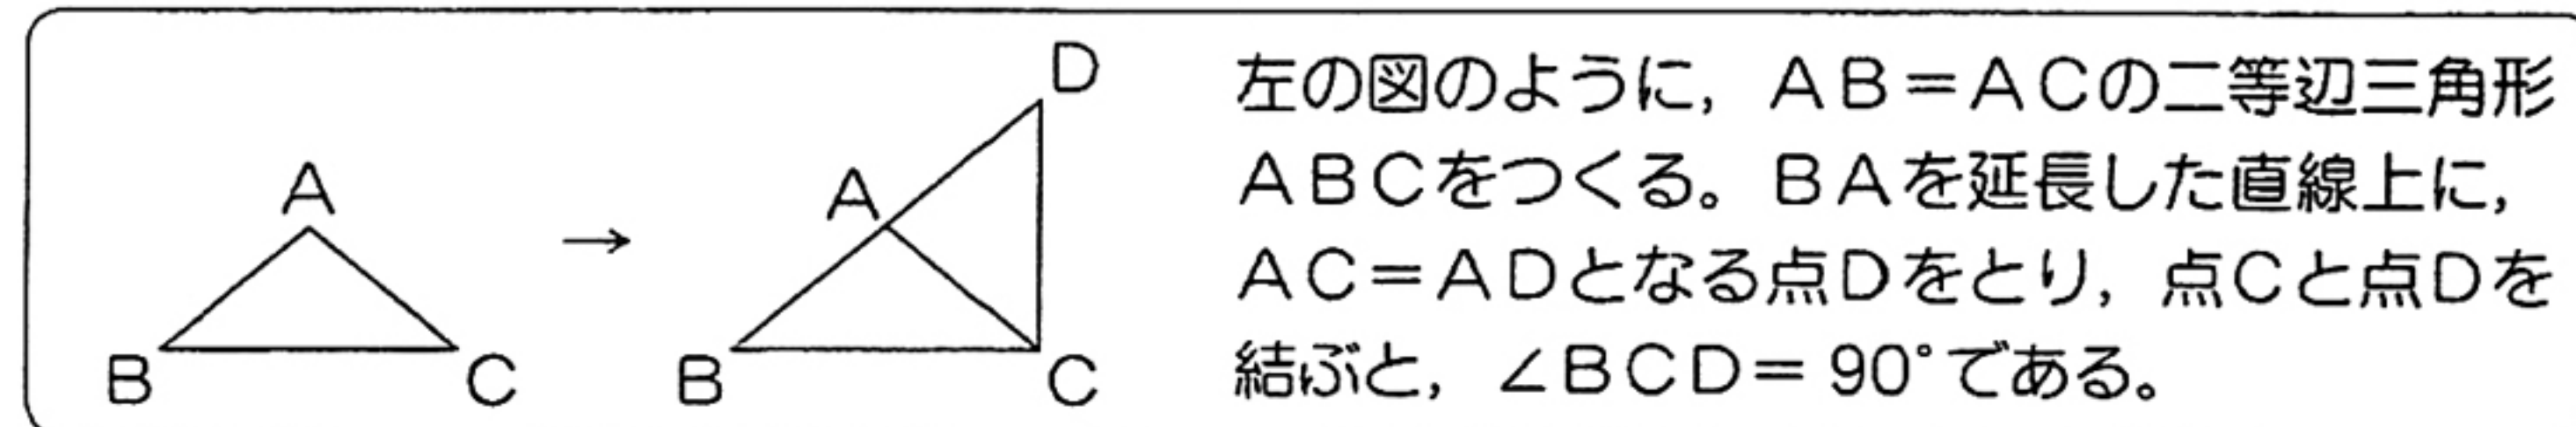 A
B
C
→
D
A
B
C
左の図のように，ＡＢ＝ＡＣの二等辺三角形
ＡＢＣをつくる。ＢＡを延長した直線上に，
ＡＣ＝ＡＤとなる点Ｄをとり，点Ｃと点Ｄを
結ぶと，∠ＢＣＤ＝90°である。